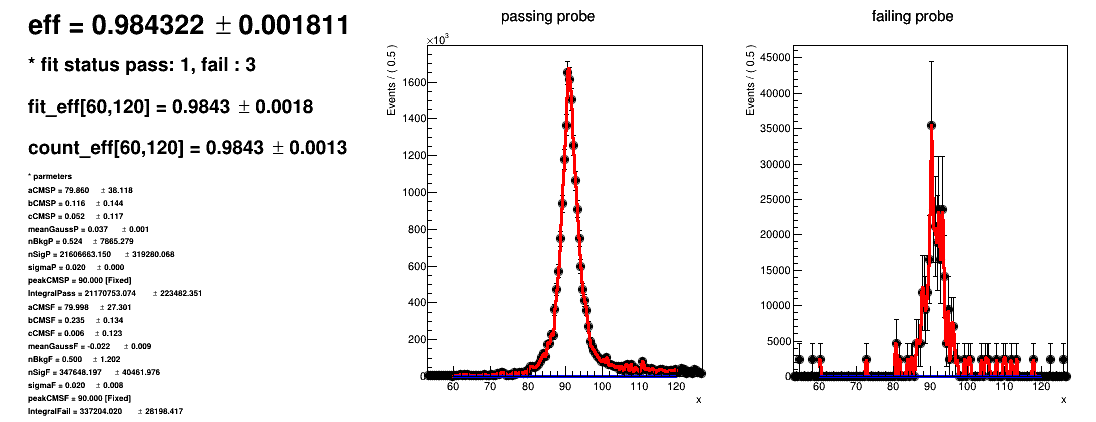 eff = 0.984322 ± 0.001811
* fit status pass: 1, fail : 3
fit_eff[60,120] = 0.9843 ± 0.0018
count_eff[60,120] = 0.9843 ± 0.0013
* parmeters
aCMSP = 79.860 ± 38.118
bCMSP = 0.116 ± 0.144
cCMSP = 0.052 ± 0.117
meanGaussP = 0.037 ± 0.001
nBkgP = 0.524 ± 7865.279
nSigP = 21606663.150 ± 319280.068
sigmaP = 0.020 ± 0.000
peakCMSP = 90.000 [Fixed]
IntegralPass = 21170753.074 ± 223482.351
aCMSF = 79.998 ± 27.301
bCMSF = 0.235 ± 0.134
cCMSF = 0.006 ± 0.123
meanGaussF = -0.022 ± 0.009
nBkgF = 0.500 ± 1.202
nSigF = 347648.197 ± 40461.976
sigmaF = 0.020 ± 0.008
peakCMSF = 90.000 [Fixed]
IntegralFail = 337204.020 ± 28198.417
passing probe
×10³
Events / ( 0.5 )
1600
1400
1200
1000
800
600
400
200
0
60 70 80 90 100 110 120
x
failing probe
Events / ( 0.5 )
45000
40000
35000
30000
25000
20000
15000
10000
5000
0
60 70 80 90 100 110 120
x